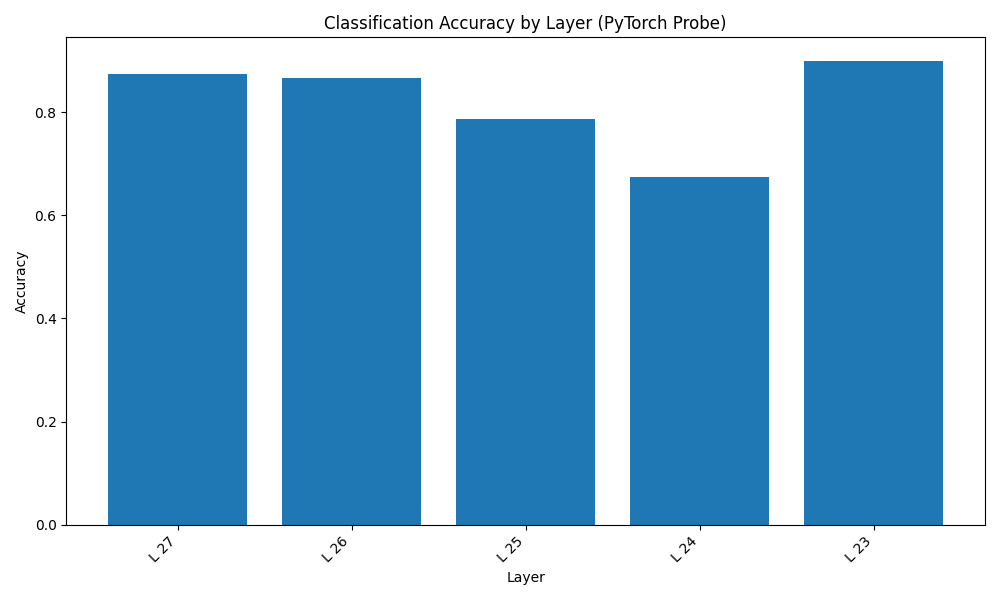 Classification Accuracy by Layer (PyTorch Probe)
Accuracy
0.8
0.6
0.4
0.2
0.0
L 27
L 26
L 25
L 24
L 23
Layer